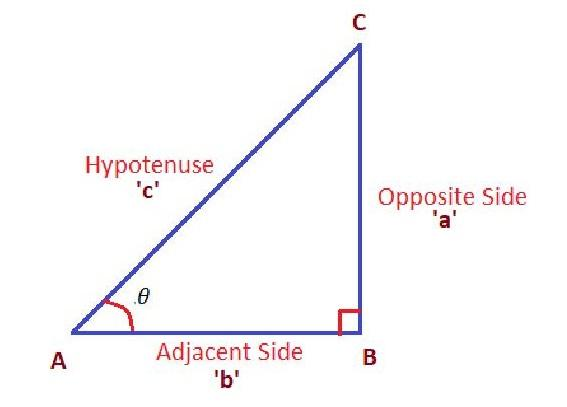 C
Hypotenuse
'c'
Opposite Side
'a'
.θ
A
Adjacent Side
'b'
B